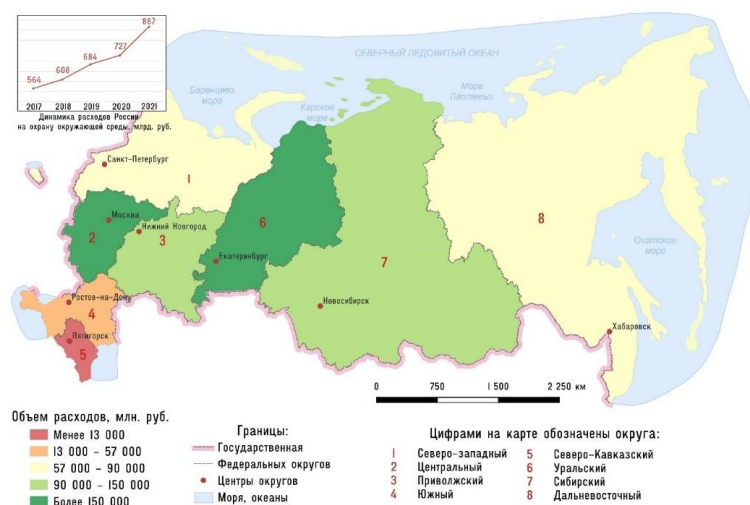 867
727
684
608
564
2017 2018 2019 2020 2021
Динамика расходов России
на охрану окружающей среды, млрд. руб.
СЕВЕРНЫЙ ЛЕДОВИТЫЙ ОКЕАН
Баренцево
море
Карское
море
Море
Лаптевых
Охотское
море
Санкт-Петербург
1
Москва
2
Нижний Новгород
3
6
Екатеринбург
7
8
Новосибирск
Ростов-на-Дону
4
Пятигорск
5
Хабаровск
0 750 1 500 2 250 км
Объем расходов, млн. руб.
Менее 13 000
13 000 - 57 000
57 000 - 90 000
90 000 - 150 000
Более 150 000
Границы:
Государственная
Федеральных округов
Центры округов
Моря, океаны
Цифрами на карте обозначены округа:
1 Северо-западный
2 Центральный
3 Приволжский
4 Южный
5 Северо-Кавказский
6 Уральский
7 Сибирский
8 Дальневосточный